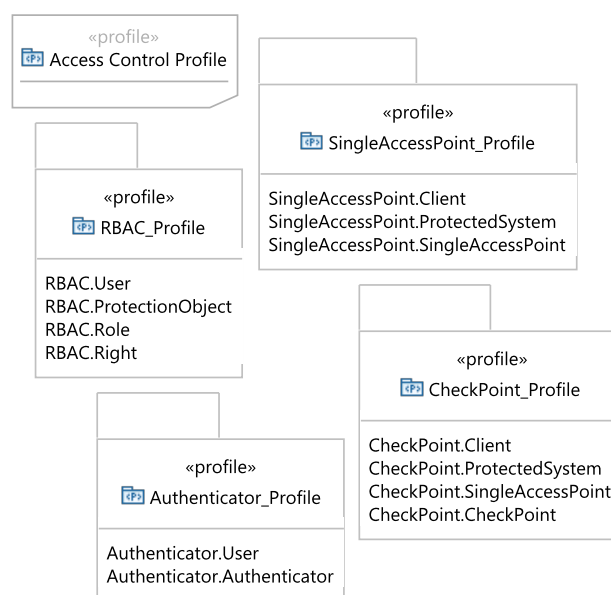 «profile»
Access Control Profile
«profile»
SingleAccessPoint_Profile
SingleAccessPoint.Client
SingleAccessPoint.ProtectedSystem
SingleAccessPoint.SingleAccessPoint
«profile»
RBAC_Profile
RBAC.User
RBAC.ProtectionObject
RBAC.Role
RBAC.Right
«profile»
CheckPoint_Profile
CheckPoint.Client
CheckPoint.ProtectedSystem
CheckPoint.SingleAccessPoint
CheckPoint.CheckPoint
«profile»
Authenticator_Profile
Authenticator.User
Authenticator.Authenticator